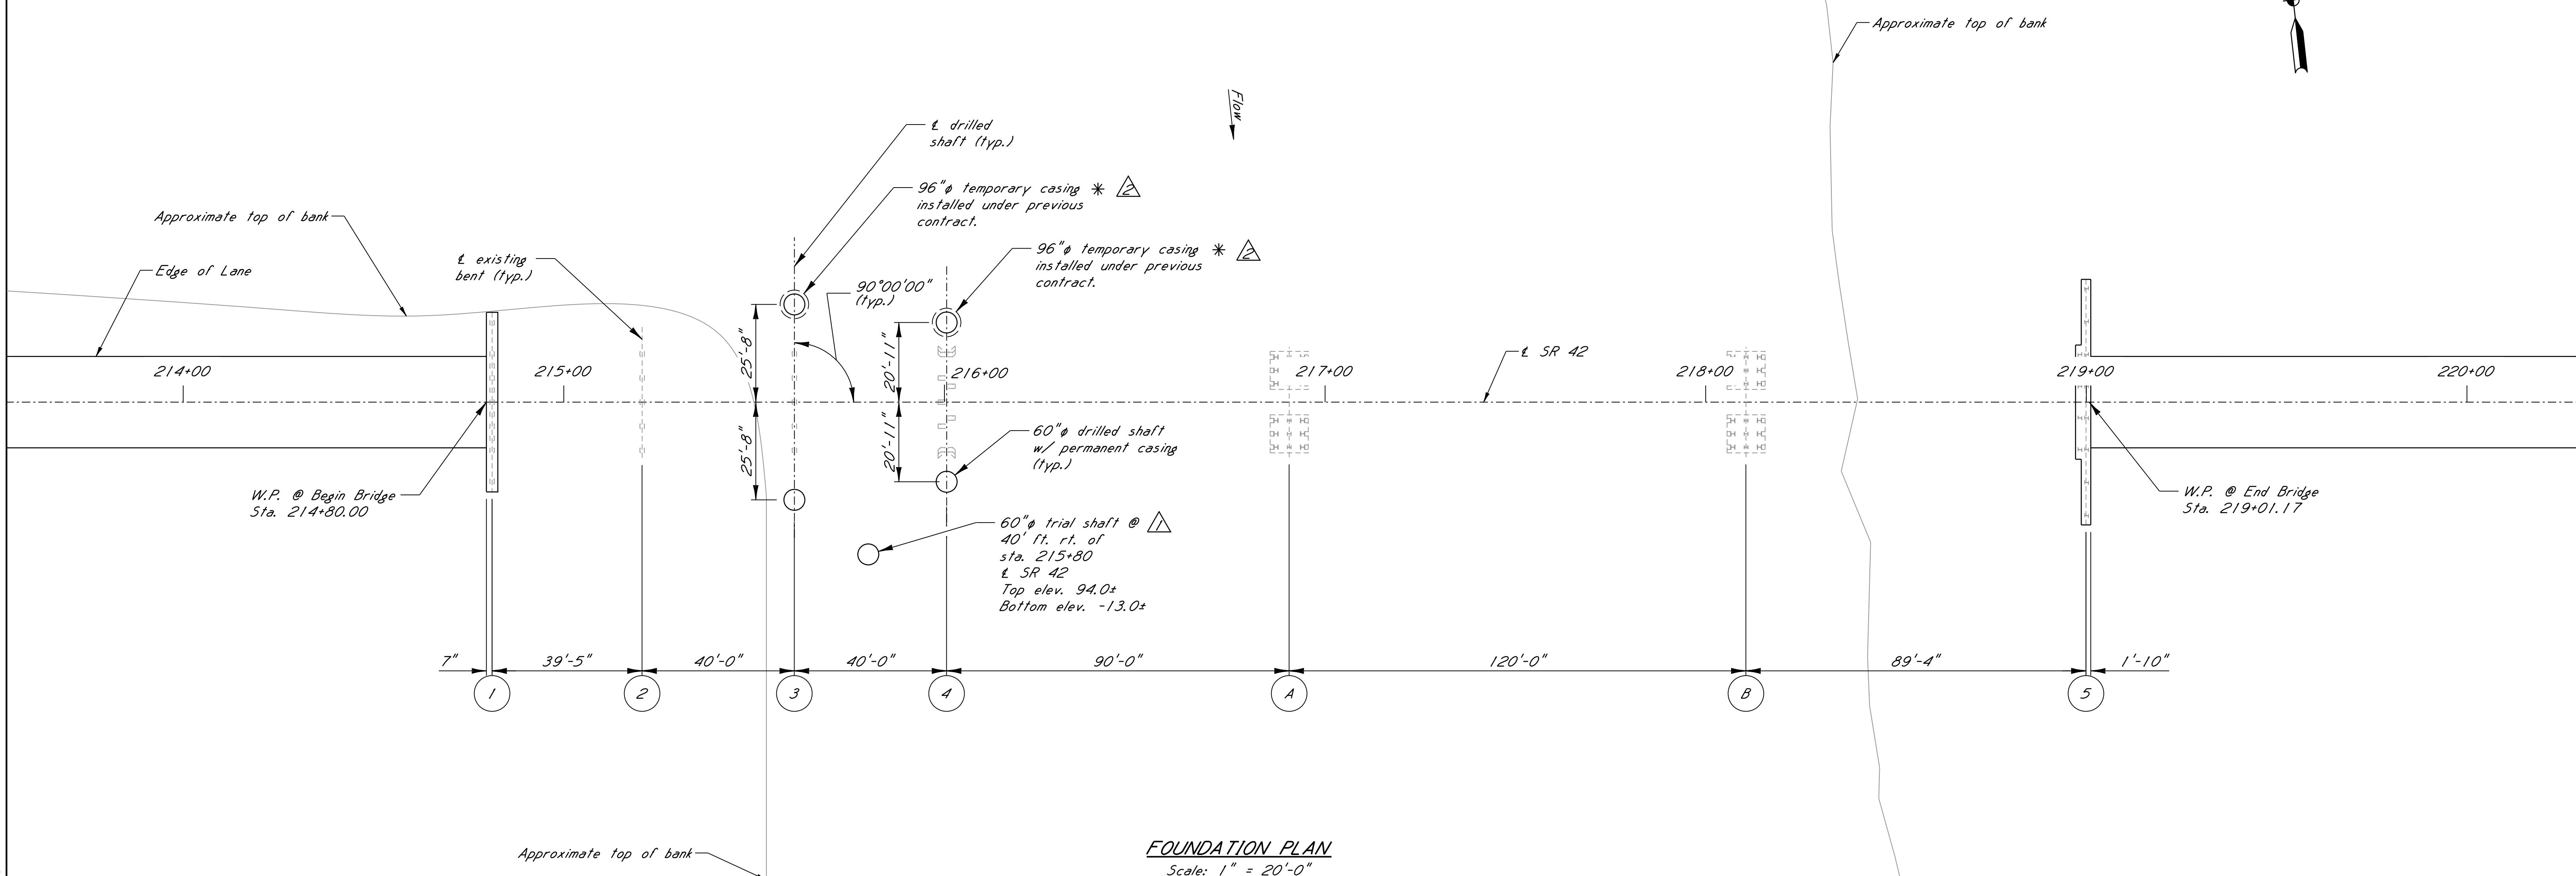 Approximate top of bank
Flow
℄ drilled
shaft (typ.)
96"ϕ temporary casing * 2
installed under previous
contract.
Approximate top of bank
96"ϕ temporary casing * 2
installed under previous
contract.
℄ existing
bent (typ.)
Edge of Lane
90°00'00"
(typ.)
25'-8"
20'-11"
℄ SR 42
214+00
215+00
216+00
217+00
218+00
219+00
220+00
25'-8"
20'-11"
60"ϕ drilled shaft
w/ permanent casing
(typ.)
W.P. @ Begin Bridge
Sta. 214+80.00
W.P. @ End Bridge
Sta. 219+01.17
60"ϕ trial shaft @ 1
40' ft. rt. of
sta. 215+80
℄ SR 42
Top elev. 94.0±
Bottom elev. -13.0±
7"
39'-5"
40'-0"
40'-0"
90'-0"
120'-0"
89'-4"
1'-10"
1
2
3
4
A
B
5
Approximate top of bank
FOUNDATION PLAN
Scale: 1" = 20'-0"